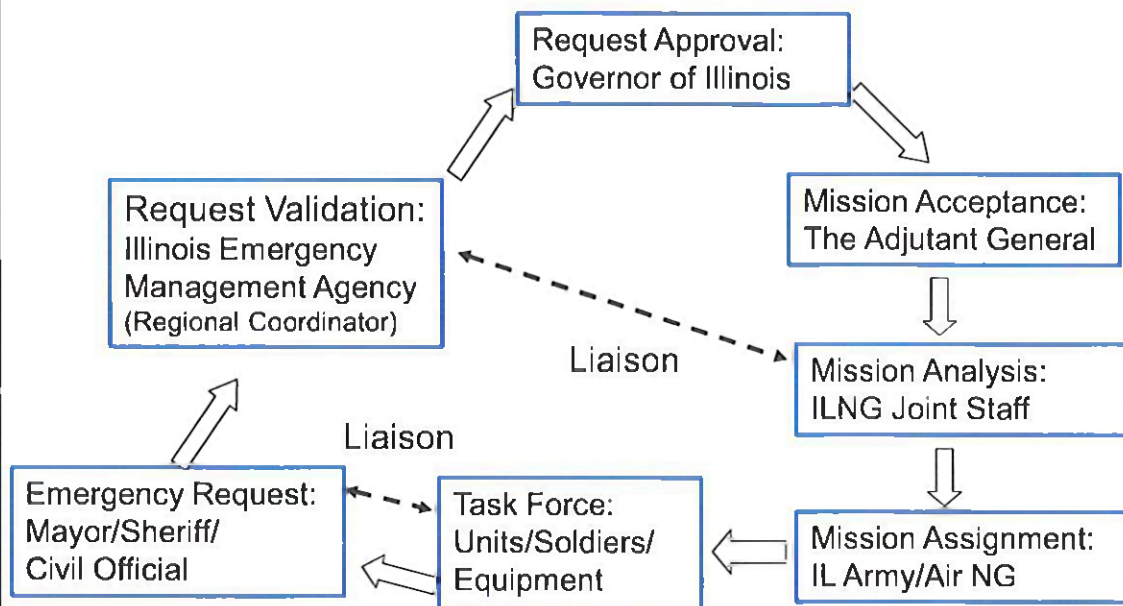 Request Approval:
Governor of Illinois
Request Validation:
Illinois Emergency
Management Agency
(Regional Coordinator)
Mission Acceptance:
The Adjutant General
Liaison
Mission Analysis:
ILNG Joint Staff
Liaison
Emergency Request:
Mayor/Sheriff/
Civil Official
Task Force:
Units/Soldiers/
Equipment
Mission Assignment:
IL Army/Air NG